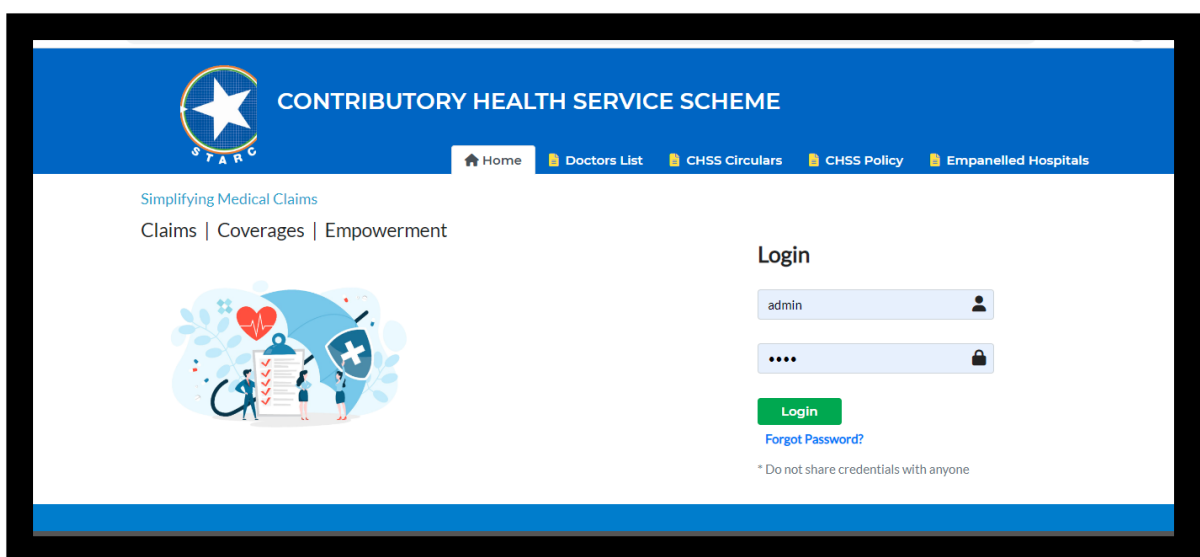 CONTRIBUTORY HEALTH SERVICE SCHEME
STARC
Home Doctors List CHSS Circulars CHSS Policy Empanelled Hospitals
Simplifying Medical Claims
Claims | Coverages | Empowerment
Login
admin
••••
Login
Forgot Password?
* Do not share credentials with anyone